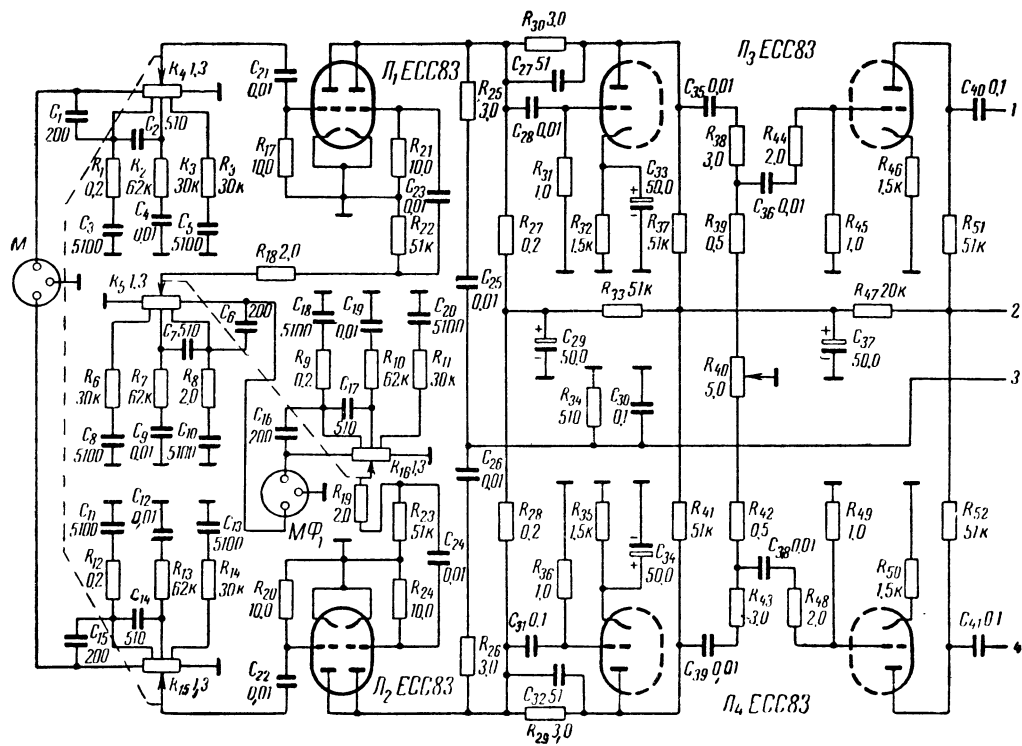 R30 3,0
C27 51
Л1 ECC83
Л3 ECC83
К4 1,3
C21 0,01
C1 200
C2 510
R25 3,0
C28 0,01
C35 0,01
C40 0,1
1
R1 0,2
R2 62к
R3 30к
R3 30к
R17 10,0
R21 10,0
R31 1,0
R38 3,0
R44 2,0
R46 1,5к
C3 5100
C4 0,01
C5 5100
C23 0,01
R22 51к
R27 0,2
R32 1,5к
C33 50,0
R37 51к
R39 0,5
C36 0,01
R45 1,0
R51 51к
М
R18 2,0
C25 0,01
К5 1,3
C6 200
C7 510
C18 5100
C19 0,01
C20 5100
R33 51к
R47 20к
2
C29 50,0
C37 50,0
R6 30к
R7 62к
R8 2,0
R9 0,2
R10 62к
R11 30к
C17 510
R40 5,0
3
R34 510
C30 0,1
C8 5100
C9 0,01
C10 5100
C16 200
R16 1,3
C26 0,01
МФ1
R19 2,0
C11 5100
C12 0,01
C13 5100
R23 51к
C24 0,01
R28 0,2
R35 1,5к
R41 51к
R42 0,5
R49 1,0
R52 51к
C34 50,0
C38 0,01
R12 0,2
R13 62к
R14 30к
R20 10,0
R24 10,0
R36 1,0
R43 3,0
R48 2,0
R50 1,5к
C14 510
C15 200
C31 0,1
R26 3,0
C39 0,01
C41 0,1
4
К15 1,3
C22 0,01
Л2 ECC83
C32 51
R29 3,0
Л4 ECC83